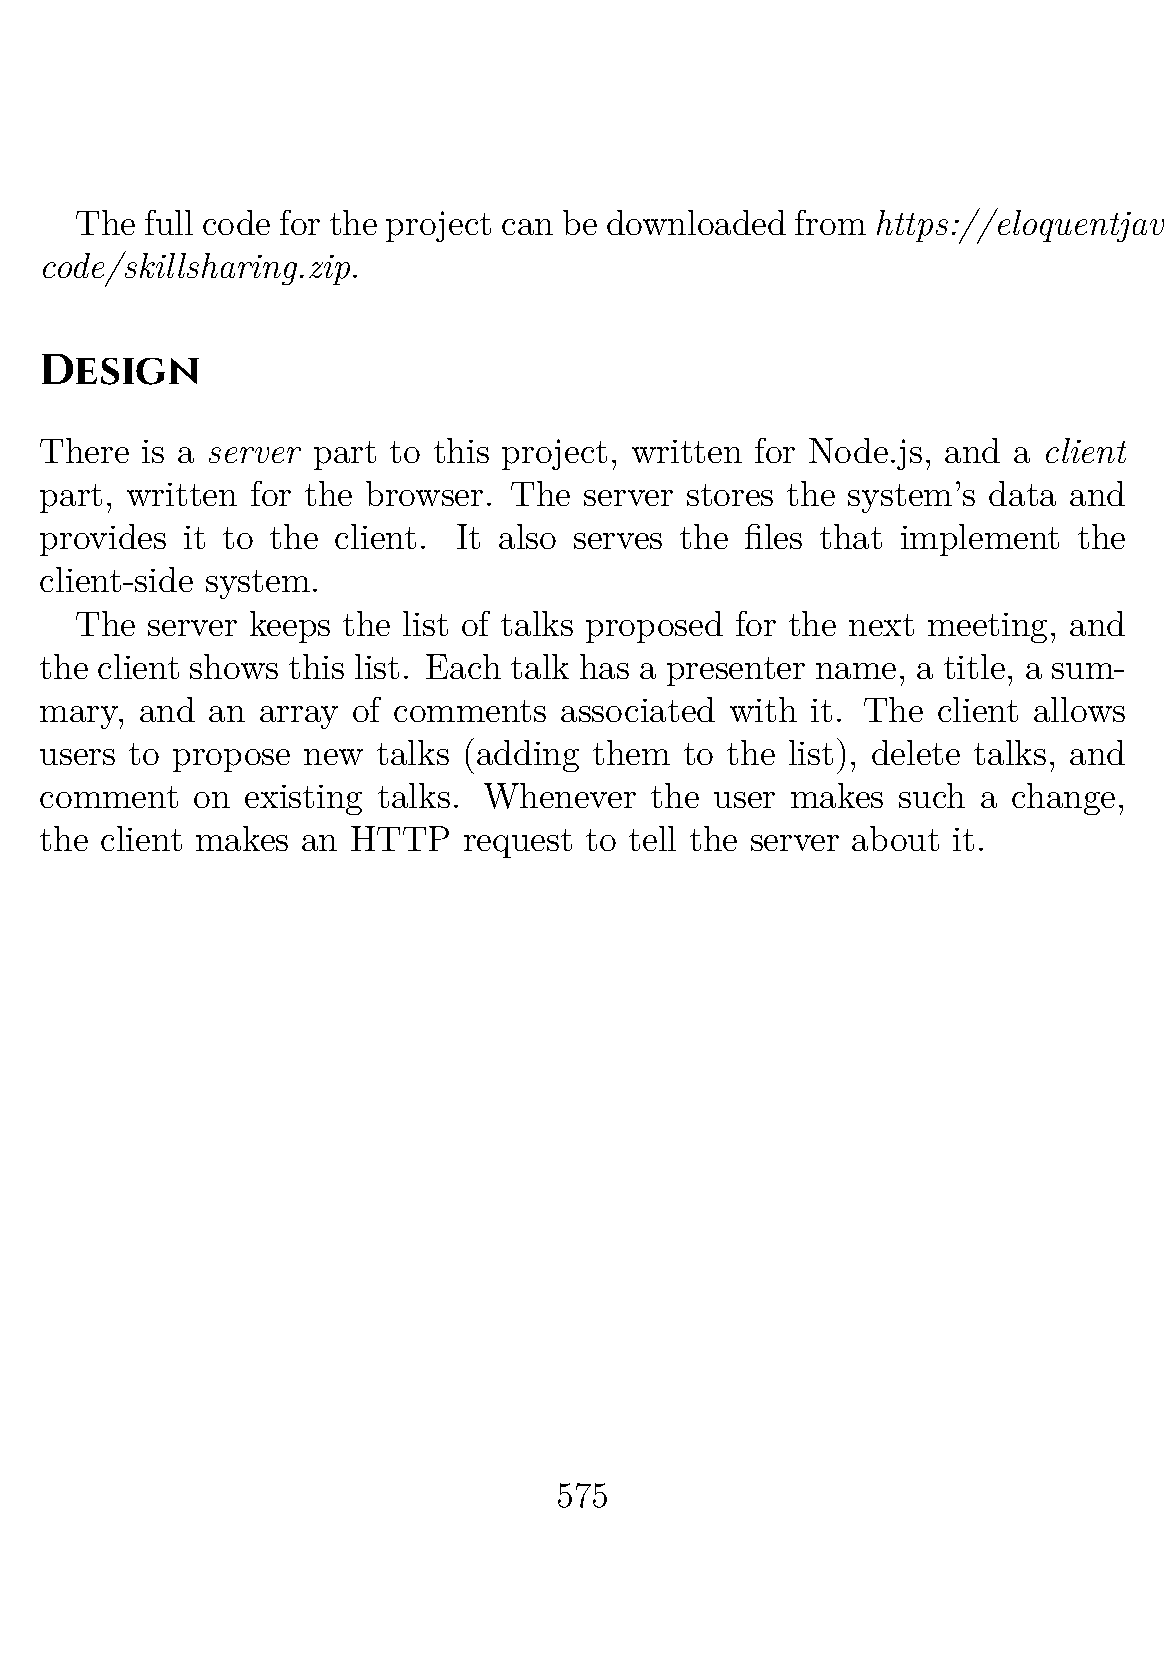 The full code for the project can be downloaded from https://eloquentjav
code/skillsharing.zip.
Design
There is a server part to this project, written for Node.js, and a client
part, written for the browser. The server stores the system's data and
provides it to the client. It also serves the files that implement the
client-side system.
The server keeps the list of talks proposed for the next meeting, and
the client shows this list. Each talk has a presenter name, a title, a sum-
mary, and an array of comments associated with it. The client allows
users to propose new talks (adding them to the list), delete talks, and
comment on existing talks. Whenever the user makes such a change,
the client makes an HTTP request to tell the server about it.
575